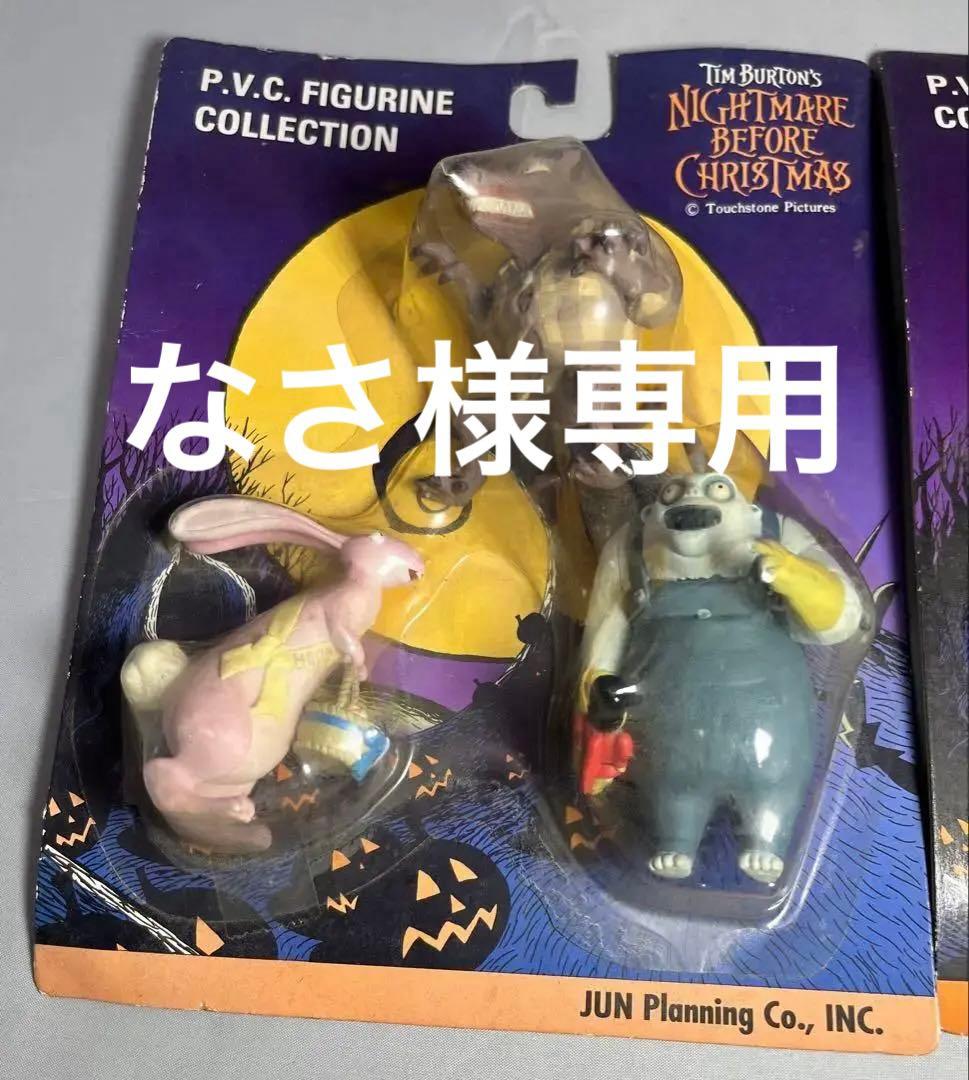 P.V.C. FIGURINE
COLLECTION
TIM BURTON'S
NIGHTMARE
BEFORE
CHRISTMAS
© Touchstone Pictures
なさ様専用
JUN Planning Co., INC.